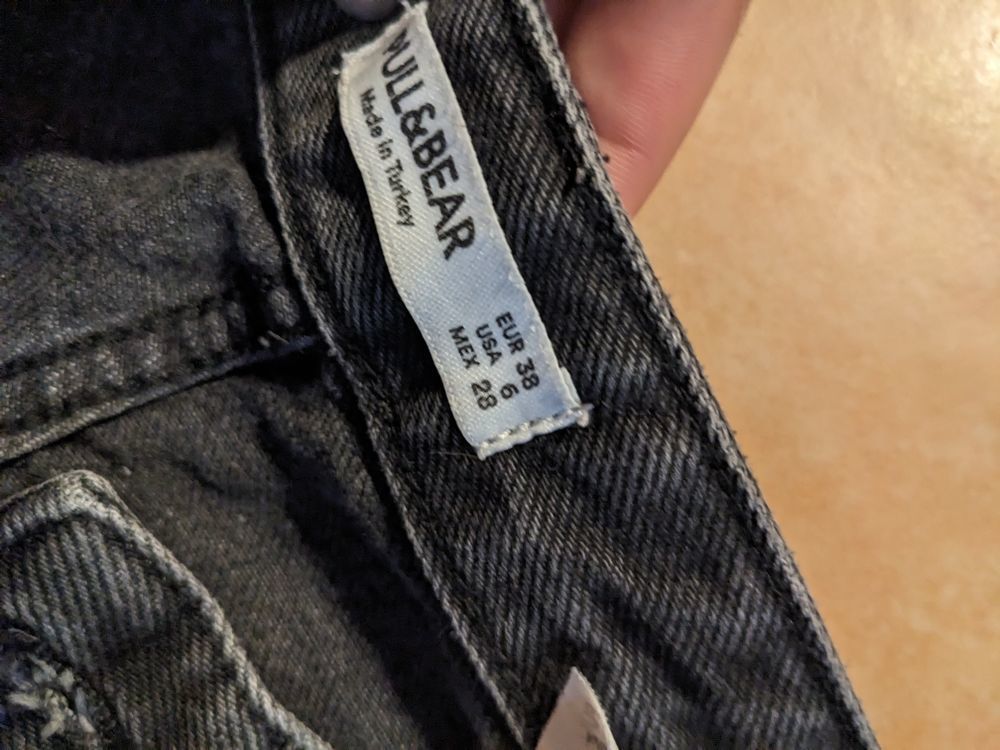 PULL&BEAR
Made in Turkey
EUR 38
USA 6
MEX 28